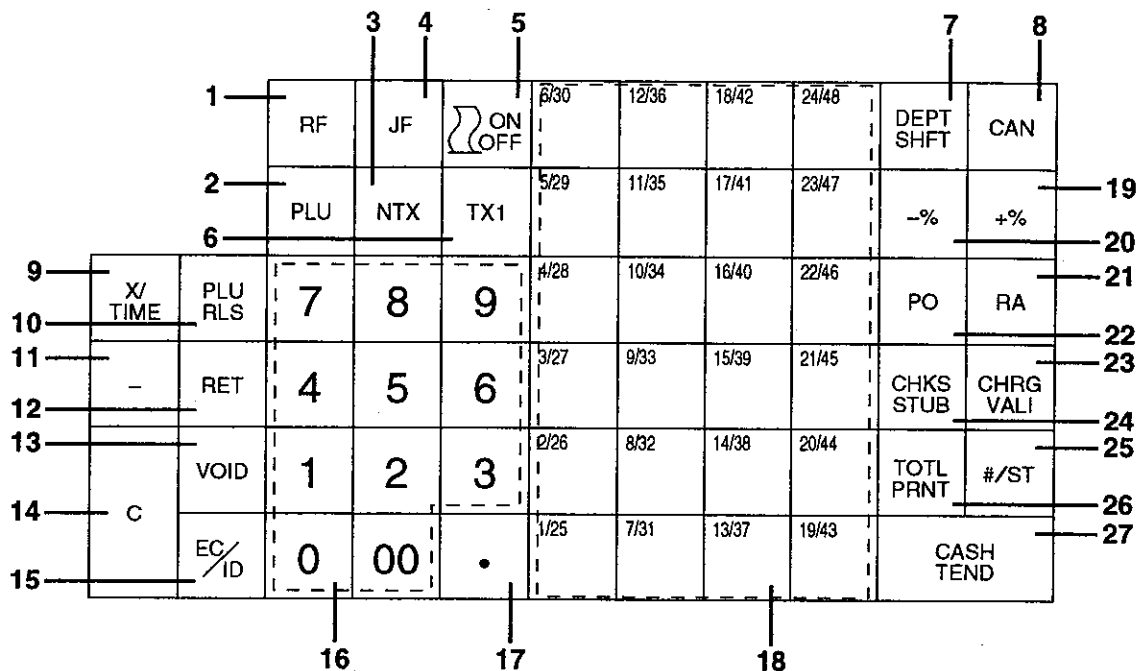 3 4 5 7 8
1 RF JF ON OFF 6/30 12/36 18/42 24/48 DEPT SHFT CAN
2 PLU NTX TX1 5/29 11/35 17/41 23/47 -% +% 19
6 20
9 X/TIME PLU RLS 7 8 9 4/28 10/34 16/40 22/46 PO RA 21
10 22
11 - RET 4 5 6 3/27 9/33 15/39 21/45 CHKS STUB CHRG VALI 23
12 24
13 VOID 1 2 3 2/26 8/32 14/38 20/44 TOTL PRNT #/ST 25
14 C 26
15 EC/ID 0 00 • 1/25 7/31 13/37 19/43 CASH TEND 27
16 17 18